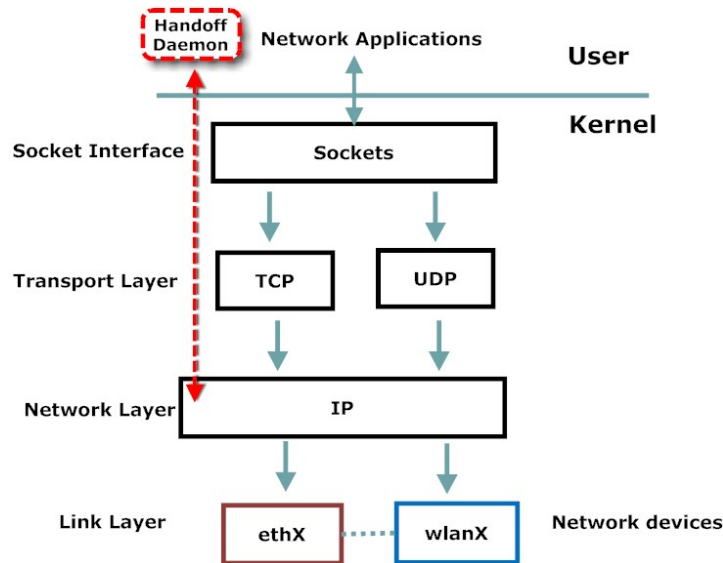 Handoff
Daemon
Network Applications
User
Kernel
Socket Interface
Sockets
Transport Layer
TCP
UDP
Network Layer
IP
Link Layer
ethX
wlanX
Network devices